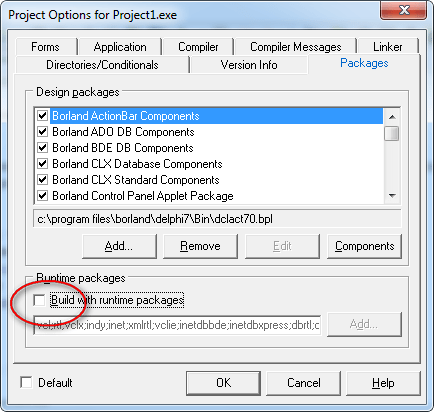 Project Options for Project1.exe
Forms Application Compiler Compiler Messages Linker
Directories/Conditionals Version Info Packages
Design packages
Borland ActionBar Components
Borland ADO DB Components
Borland BDE DB Components
Borland CLX Database Components
Borland CLX Standard Components
Borland Control Panel Applet Package
c:\program files\borland\delphi7\Bin\dclact70.bpl
Add... Remove Edit Components
Runtime packages
Build with runtime packages
vcl;rtl;vclx;indy;inet;xmlrtl;vclie;inetdbbde;inetdbxpress;dbrtl;c Add...
Default OK Cancel Help